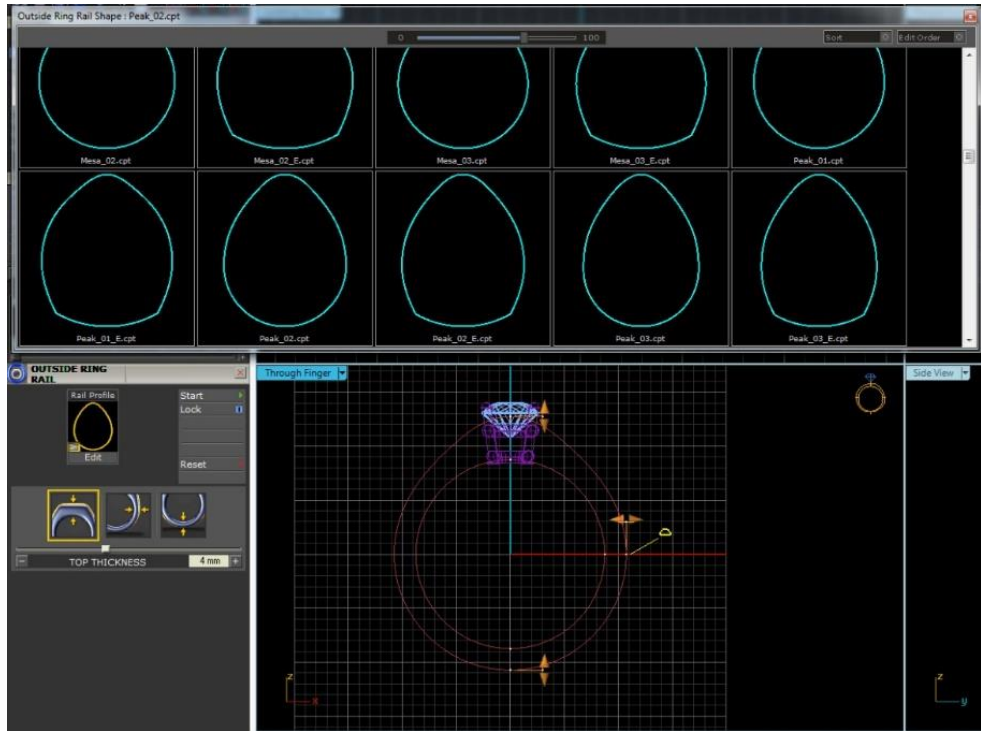 Outside Ring Rail Shape : Peak_02.cpt
0 100
Sort
Edit Order
Mesa_02.cpt
Mesa_02_E.cpt
Mesa_03.cpt
Mesa_03_E.cpt
Peak_01.cpt
Peak_01_E.cpt
Peak_02.cpt
Peak_02_E.cpt
Peak_03.cpt
Peak_03_E.cpt
OUTSIDE RING
RAIL
Rail Profile
Edit
Start
Lock
Reset
TOP THICKNESS
4 mm
Through Finger
Side View
z
x
z
y